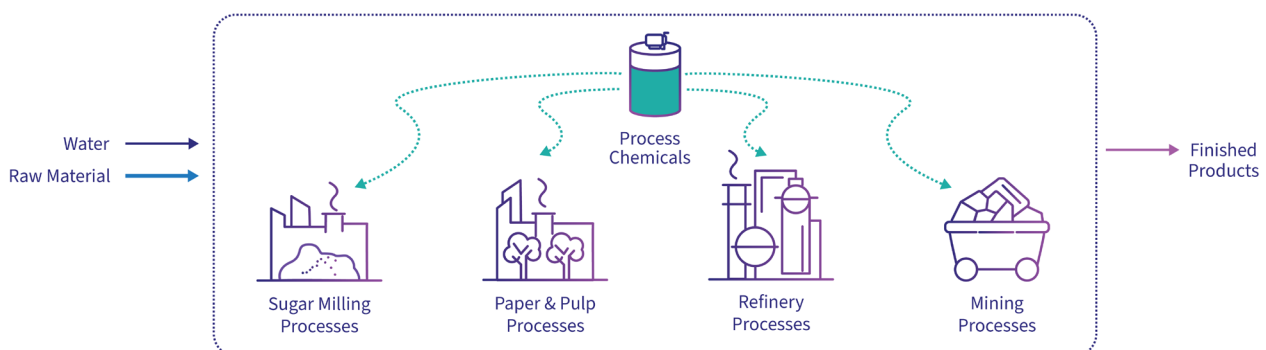 Water
Raw Material
Process
Chemicals
Finished
Products
Sugar Milling
Processes
Paper & Pulp
Processes
Refinery
Processes
Mining
Processes